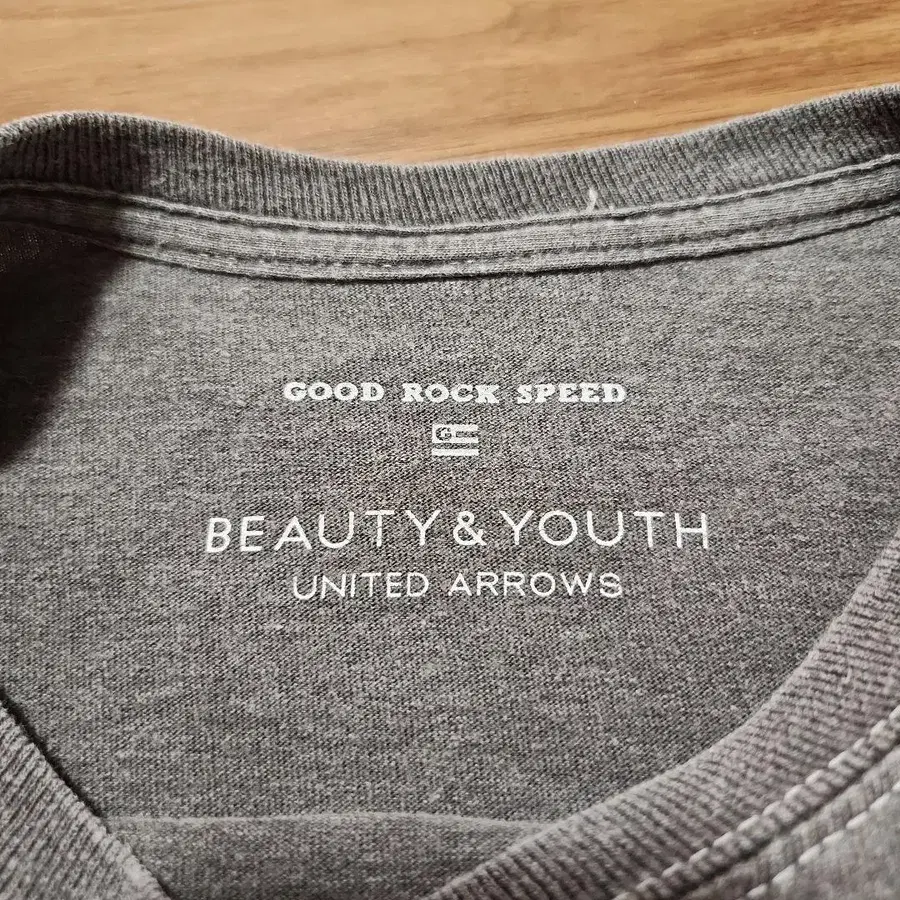 GOOD ROCK SPEED
G
BEAUTY & YOUTH
UNITED ARROWS